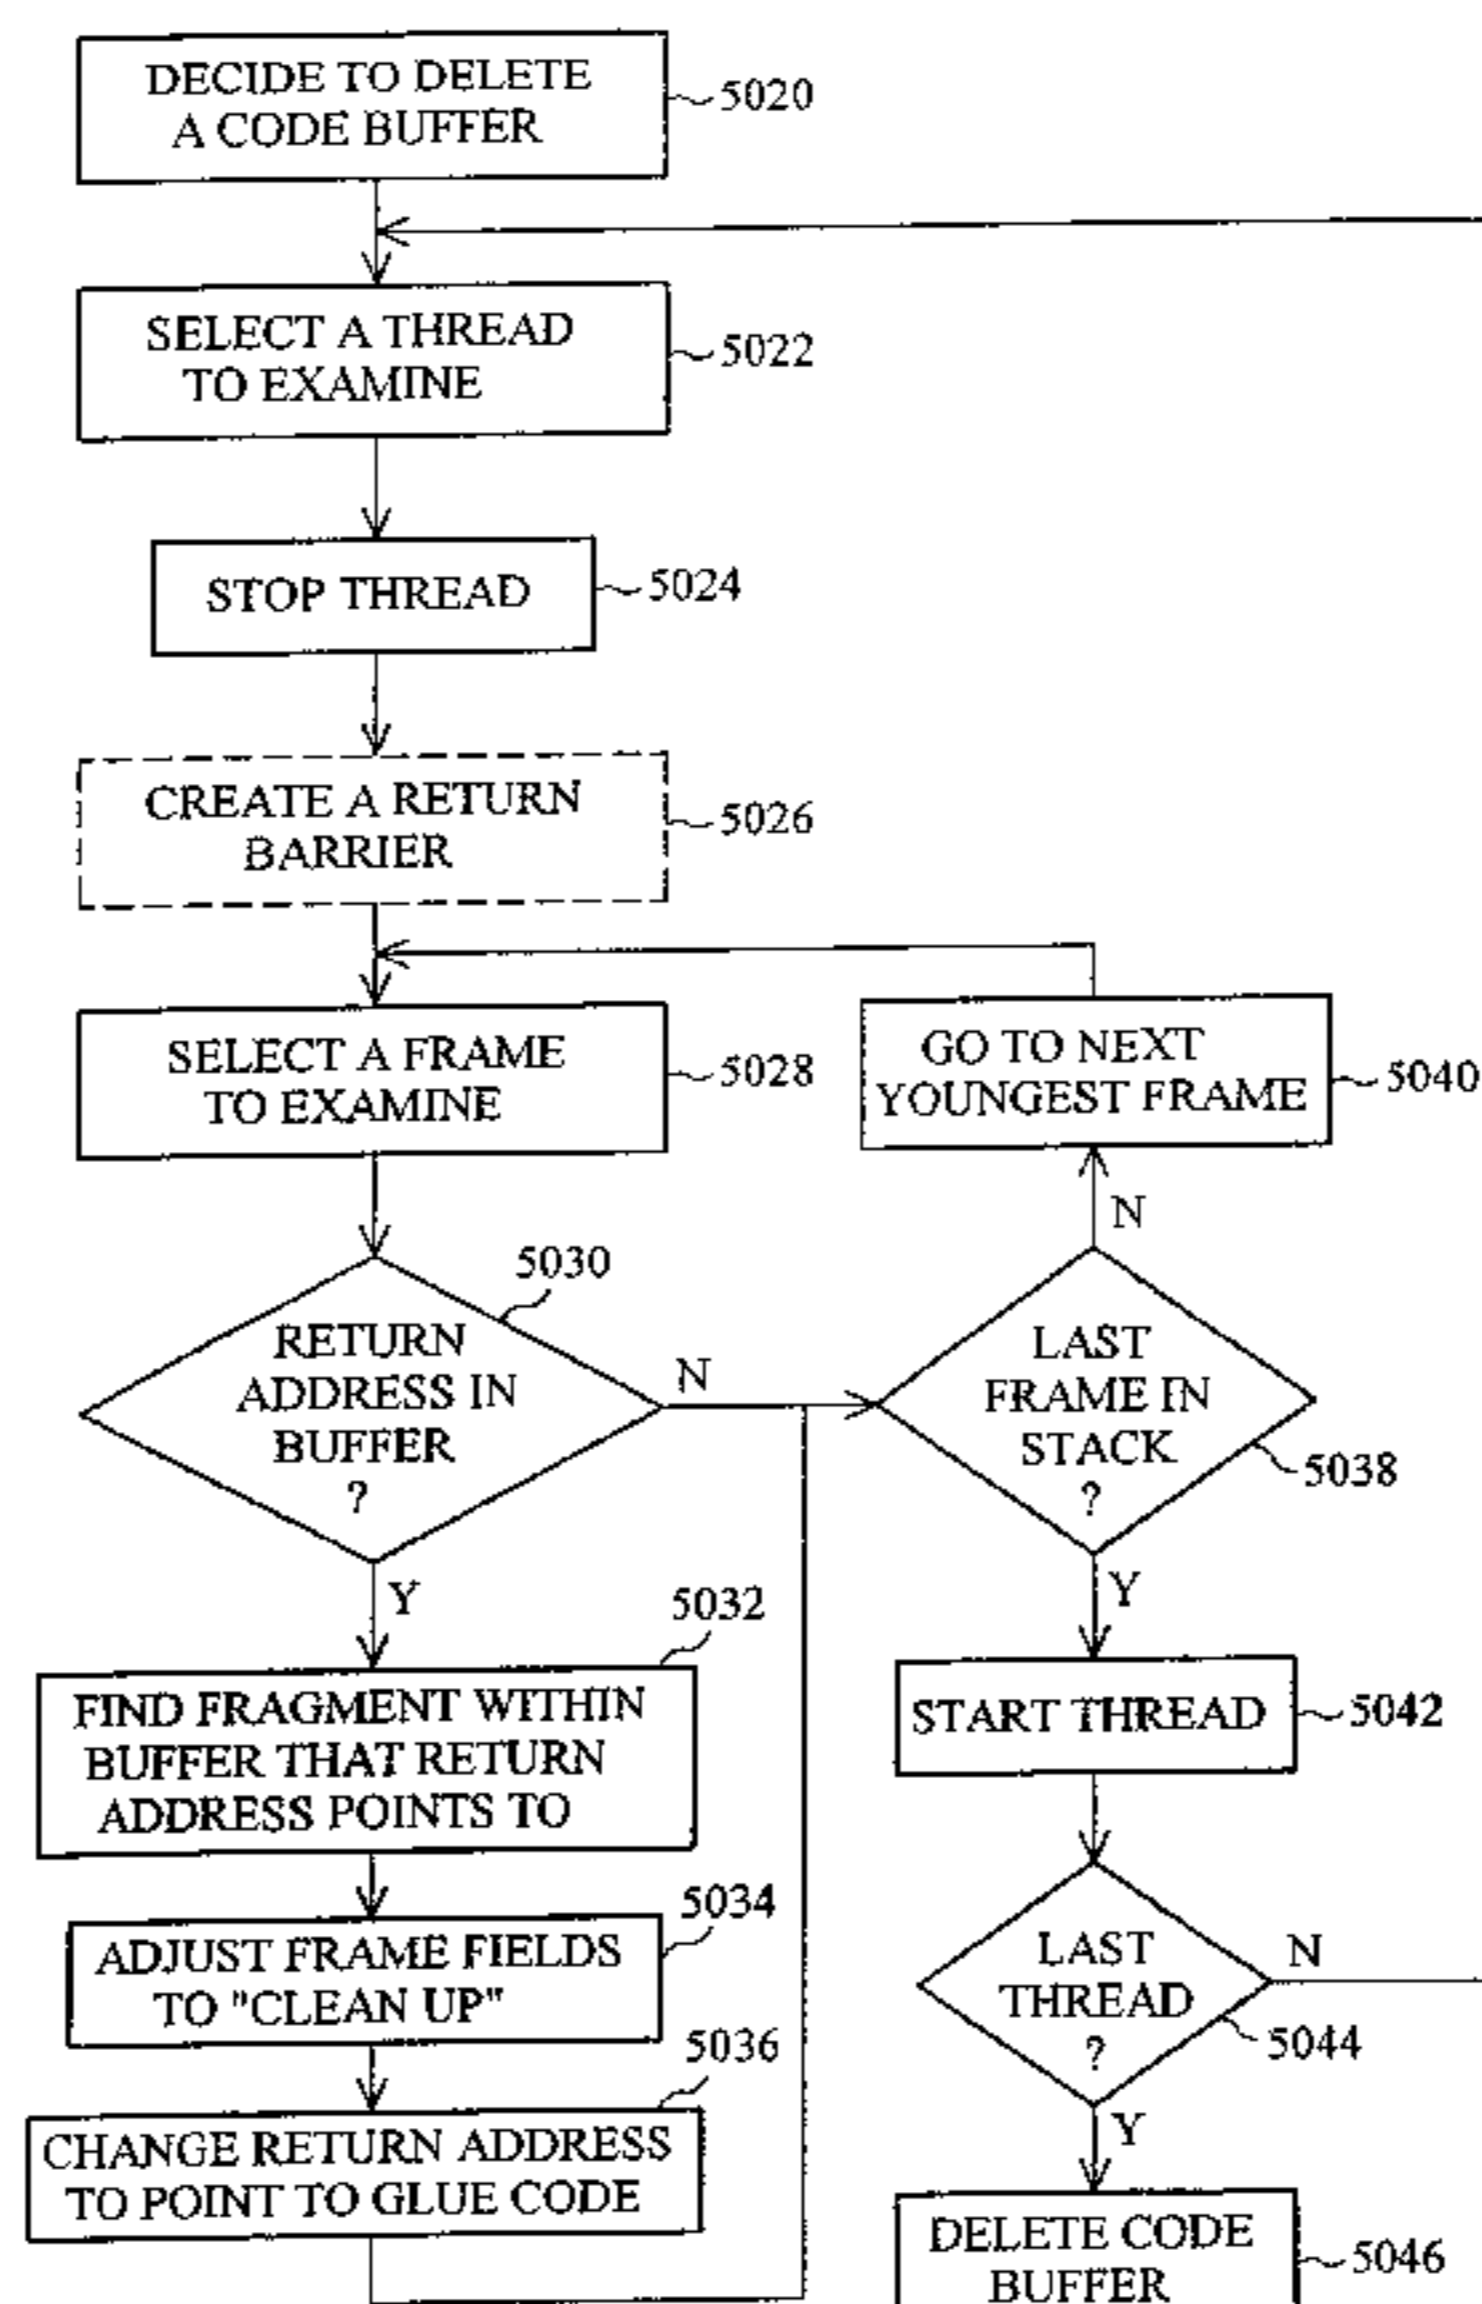 DECIDE TO DELETE
A CODE BUFFER
5020
SELECT A THREAD
TO EXAMINE
5022
STOP THREAD
5024
CREATE A RETURN
BARRIER
5026
SELECT A FRAME
TO EXAMINE
5028
GO TO NEXT
YOUNGEST FRAME
5040
N
5030
RETURN
ADDRESS IN
BUFFER
?
N
LAST
FRAME IN
STACK
?
5038
Y
Y
5032
FIND FRAGMENT WITHIN
BUFFER THAT RETURN
ADDRESS POINTS TO
START THREAD
5042
5034
ADJUST FRAME FIELDS
TO "CLEAN UP"
LAST
THREAD
?
N
5044
5036
CHANGE RETURN ADDRESS
TO POINT TO GLUE CODE
Y
DELETE CODE
BUFFER
5046